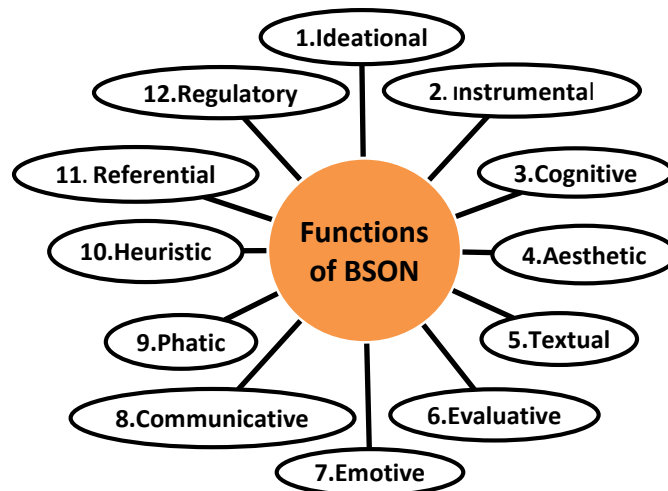 1.Ideational
2. Instrumental
3.Cognitive
4.Aesthetic
5.Textual
6.Evaluative
7.Emotive
8.Communicative
9.Phatic
10.Heuristic
11. Referential
12.Regulatory
Functions
of BSON